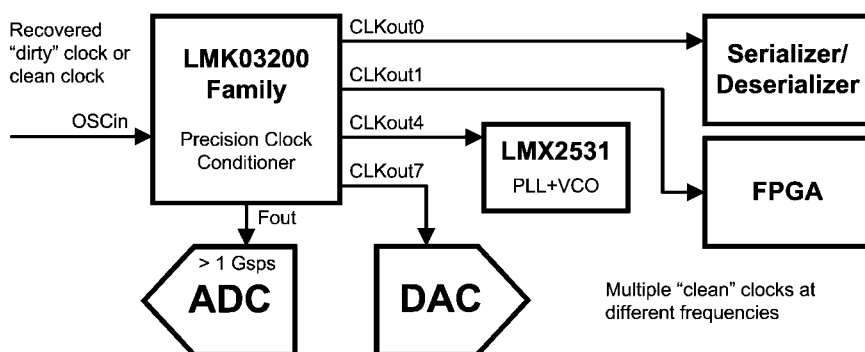 Recovered
“dirty” clock or
clean clock
OSCin
LMK03200
Family
Precision Clock
Conditioner
CLKout0
CLKout1
CLKout4
CLKout7
Fout
Serializer/
Deserializer
LMX2531
PLL+VCO
FPGA
> 1 Gsps
ADC
DAC
Multiple “clean” clocks at
different frequencies